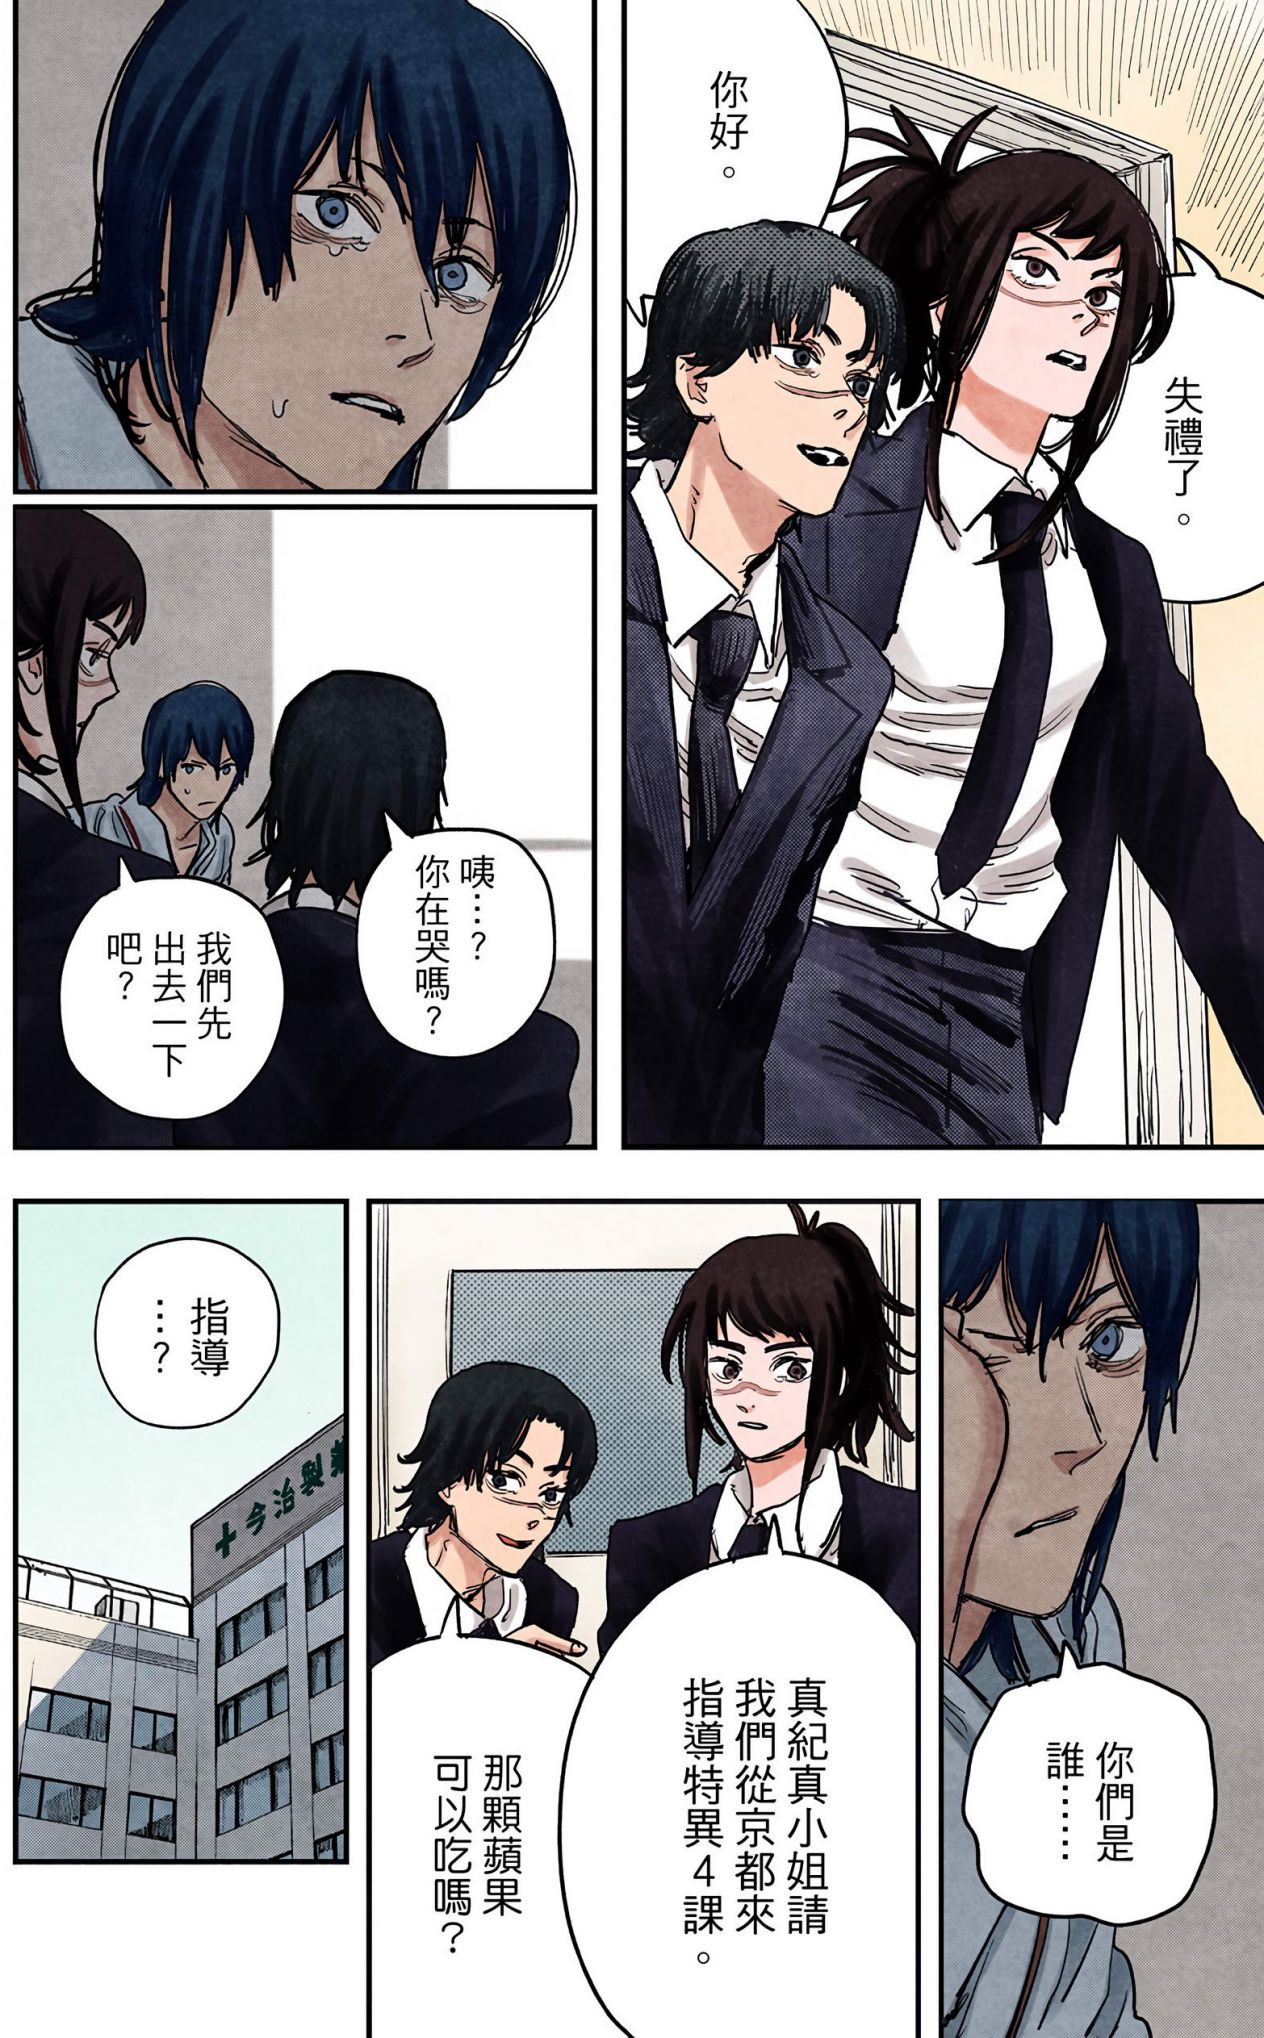 失禮了。
你好。
咦…？
你在哭嗎？
我們先
出去一下
吧？
你們是
誰……
真紀真小姐請
我們從京都來
指導特異4課。
那顆蘋果
可以吃嗎？
指導
…？
今治製藥